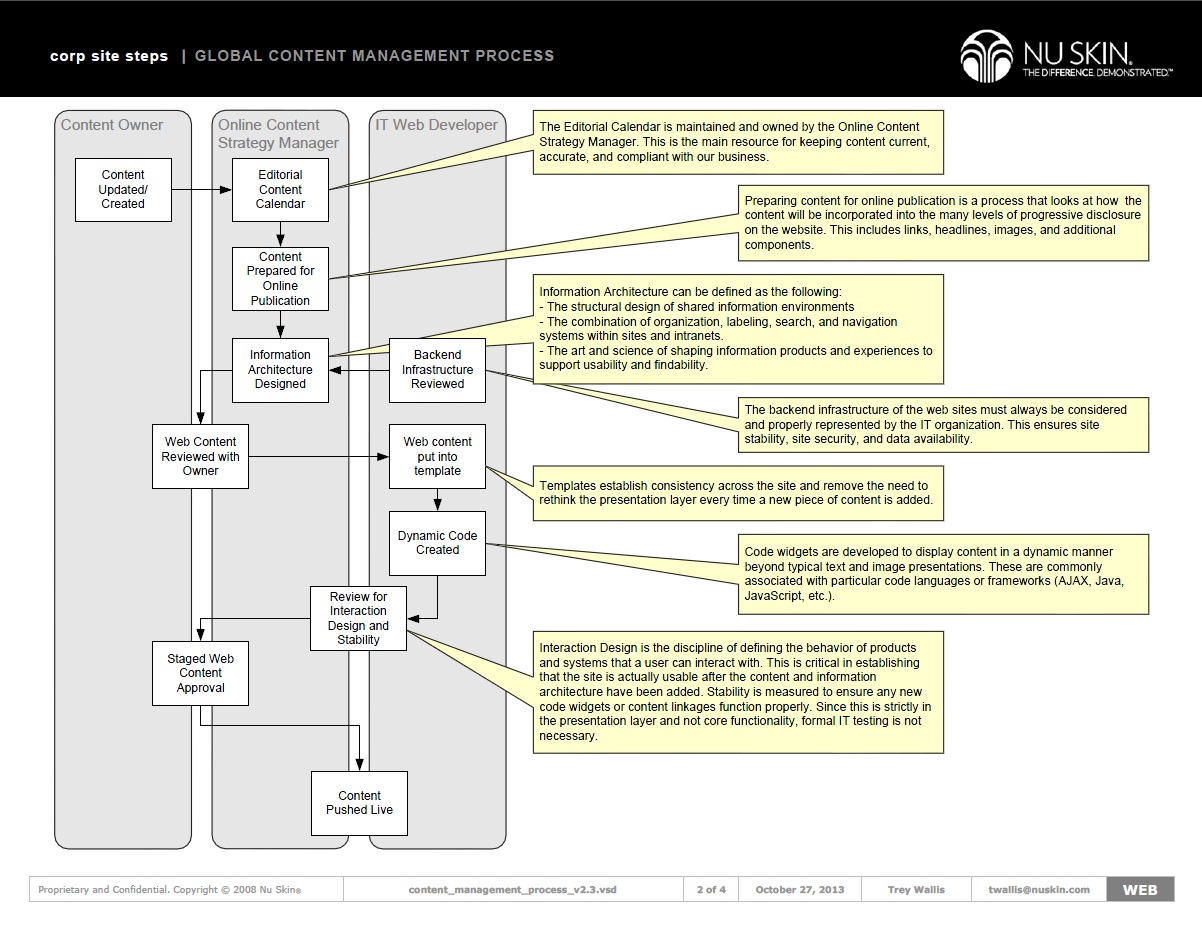 corp site steps | GLOBAL CONTENT MANAGEMENT PROCESS
NU SKIN®
THE DIFFERENCE. DEMONSTRATED.™
Content Owner
Online Content
Strategy Manager
IT Web Developer
Content
Updated/
Created
Editorial
Content
Calendar
The Editorial Calendar is maintained and owned by the Online Content
Strategy Manager. This is the main resource for keeping content current,
accurate, and compliant with our business.
Content
Prepared for
Online
Publication
Preparing content for online publication is a process that looks at how the
content will be incorporated into the many levels of progressive disclosure
on the website. This includes links, headlines, images, and additional
components.
Information
Architecture
Designed
Backend
Infrastructure
Reviewed
Information Architecture can be defined as the following:
- The structural design of shared information environments
- The combination of organization, labeling, search, and navigation
systems within sites and intranets.
- The art and science of shaping information products and experiences to
support usability and findability.
The backend infrastructure of the web sites must always be considered
and properly represented by the IT organization. This ensures site
stability, site security, and data availability.
Web Content
Reviewed with
Owner
Web content
put into
template
Templates establish consistency across the site and remove the need to
rethink the presentation layer every time a new piece of content is added.
Dynamic Code
Created
Code widgets are developed to display content in a dynamic manner
beyond typical text and image presentations. These are commonly
associated with particular code languages or frameworks (AJAX, Java,
JavaScript, etc.).
Review for
Interaction
Design and
Stability
Interaction Design is the discipline of defining the behavior of products
and systems that a user can interact with. This is critical in establishing
that the site is actually usable after the content and information
architecture have been added. Stability is measured to ensure any new
code widgets or content linkages function properly. Since this is strictly in
the presentation layer and not core functionality, formal IT testing is not
necessary.
Staged Web
Content
Approval
Content
Pushed Live
Proprietary and Confidential. Copyright © 2008 Nu Skin®
content_management_process_v2.3.vsd
2 of 4
October 27, 2013
Trey Wallis
twallis@nuskin.com
WEB